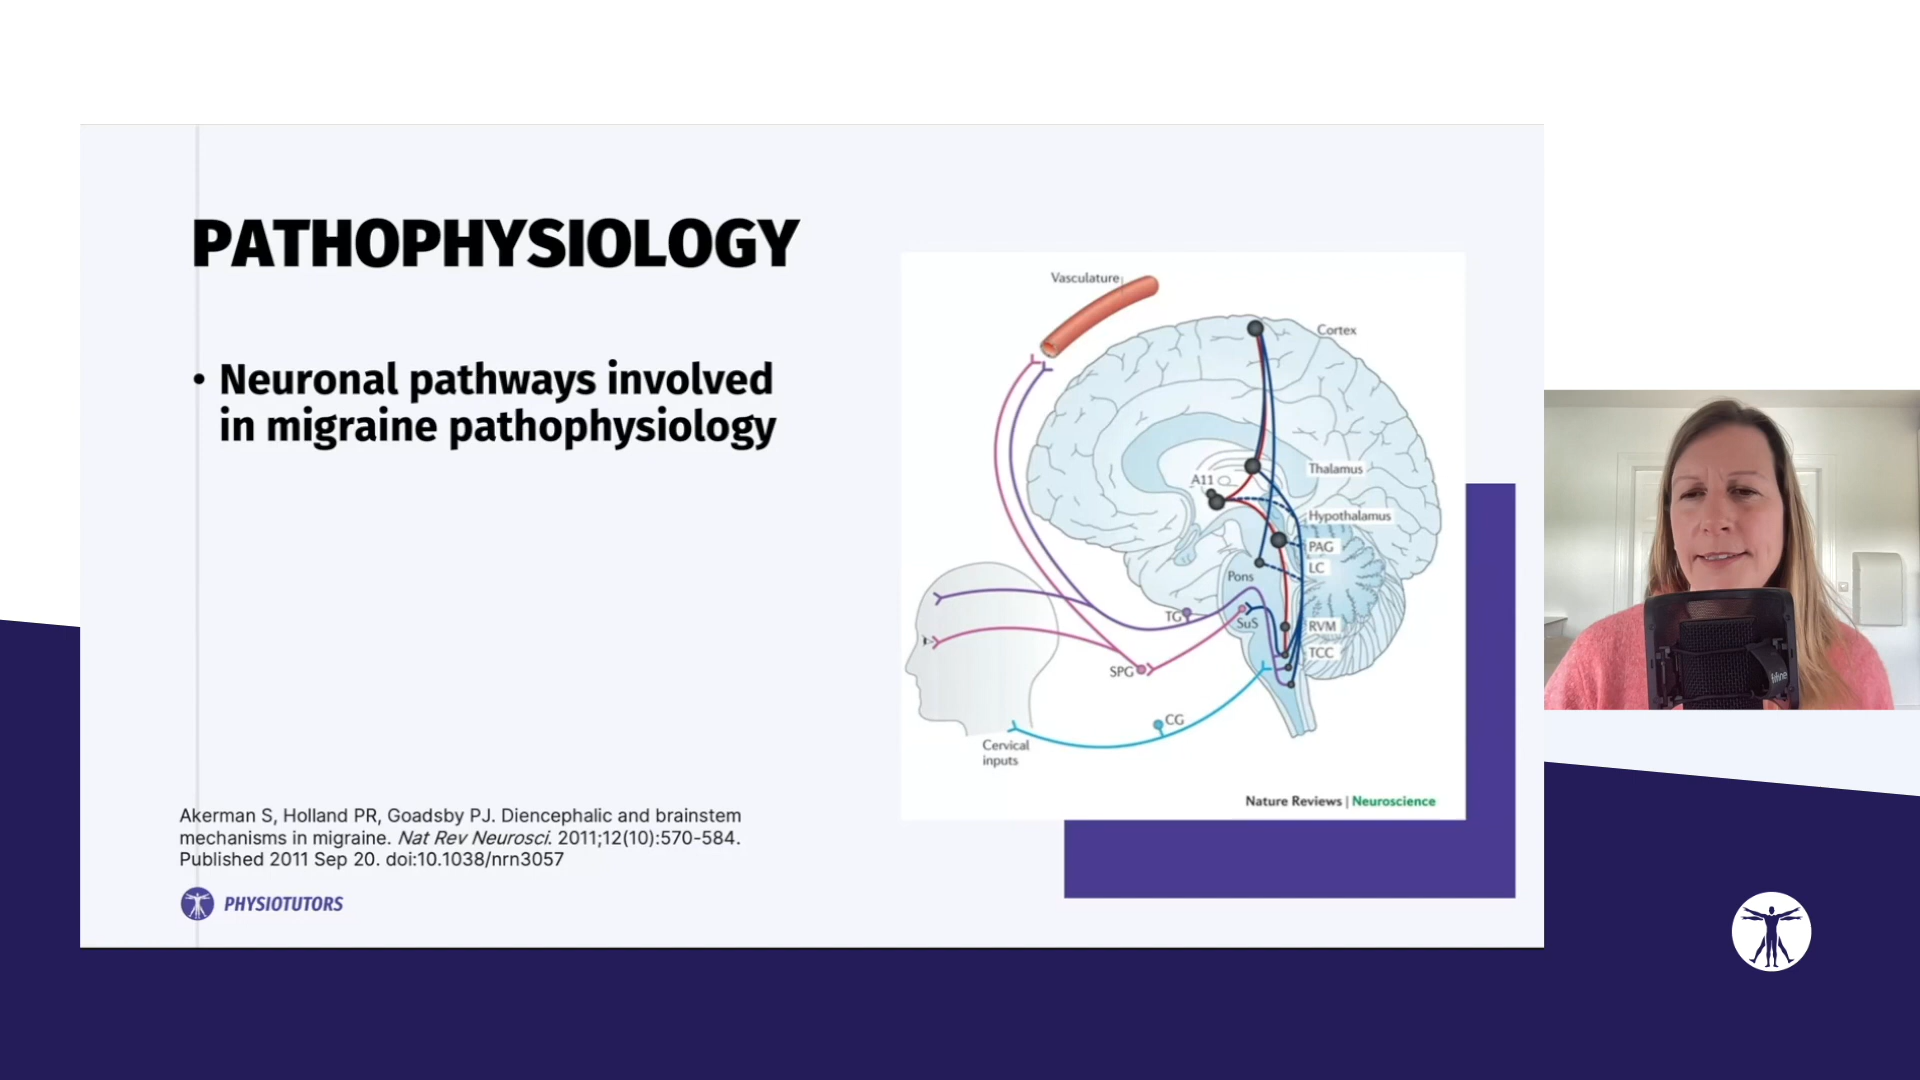 PATHOPHYSIOLOGY
• Neuronal pathways involved
in migraine pathophysiology
Vasculature
Cortex
Thalamus
A11
Hypothalamus
PAG
LC
Pons
TG
SuS
RVM
TCC
SPG
CG
Cervical
inputs
Nature Reviews | Neuroscience
Akerman S, Holland PR, Goadsby PJ. Diencephalic and brainstem
mechanisms in migraine. Nat Rev Neurosci. 2011;12(10):570-584.
Published 2011 Sep 20. doi:10.1038/nrn3057
PHYSIOTUTORS